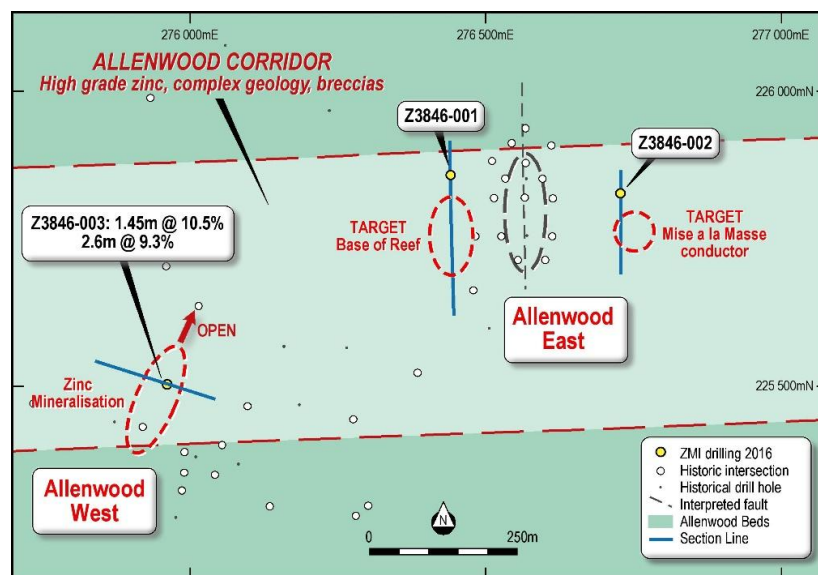 276 000mE
276 500mE
277 000mE
ALLENWOOD CORRIDOR
High grade zinc, complex geology, breccias
226 000mN
Z3846-001
Z3846-002
Z3846-003: 1.45m @ 10.5%
2.6m @ 9.3%
TARGET
Base of Reef
TARGET
Mise a la Masse
conductor
OPEN
Allenwood
East
Zinc
Mineralisation
225 500mN
Allenwood
West
N
0
250m
ZMI drilling 2016
Historic intersection
Historical drill hole
Interpreted fault
Allenwood Beds
Section Line